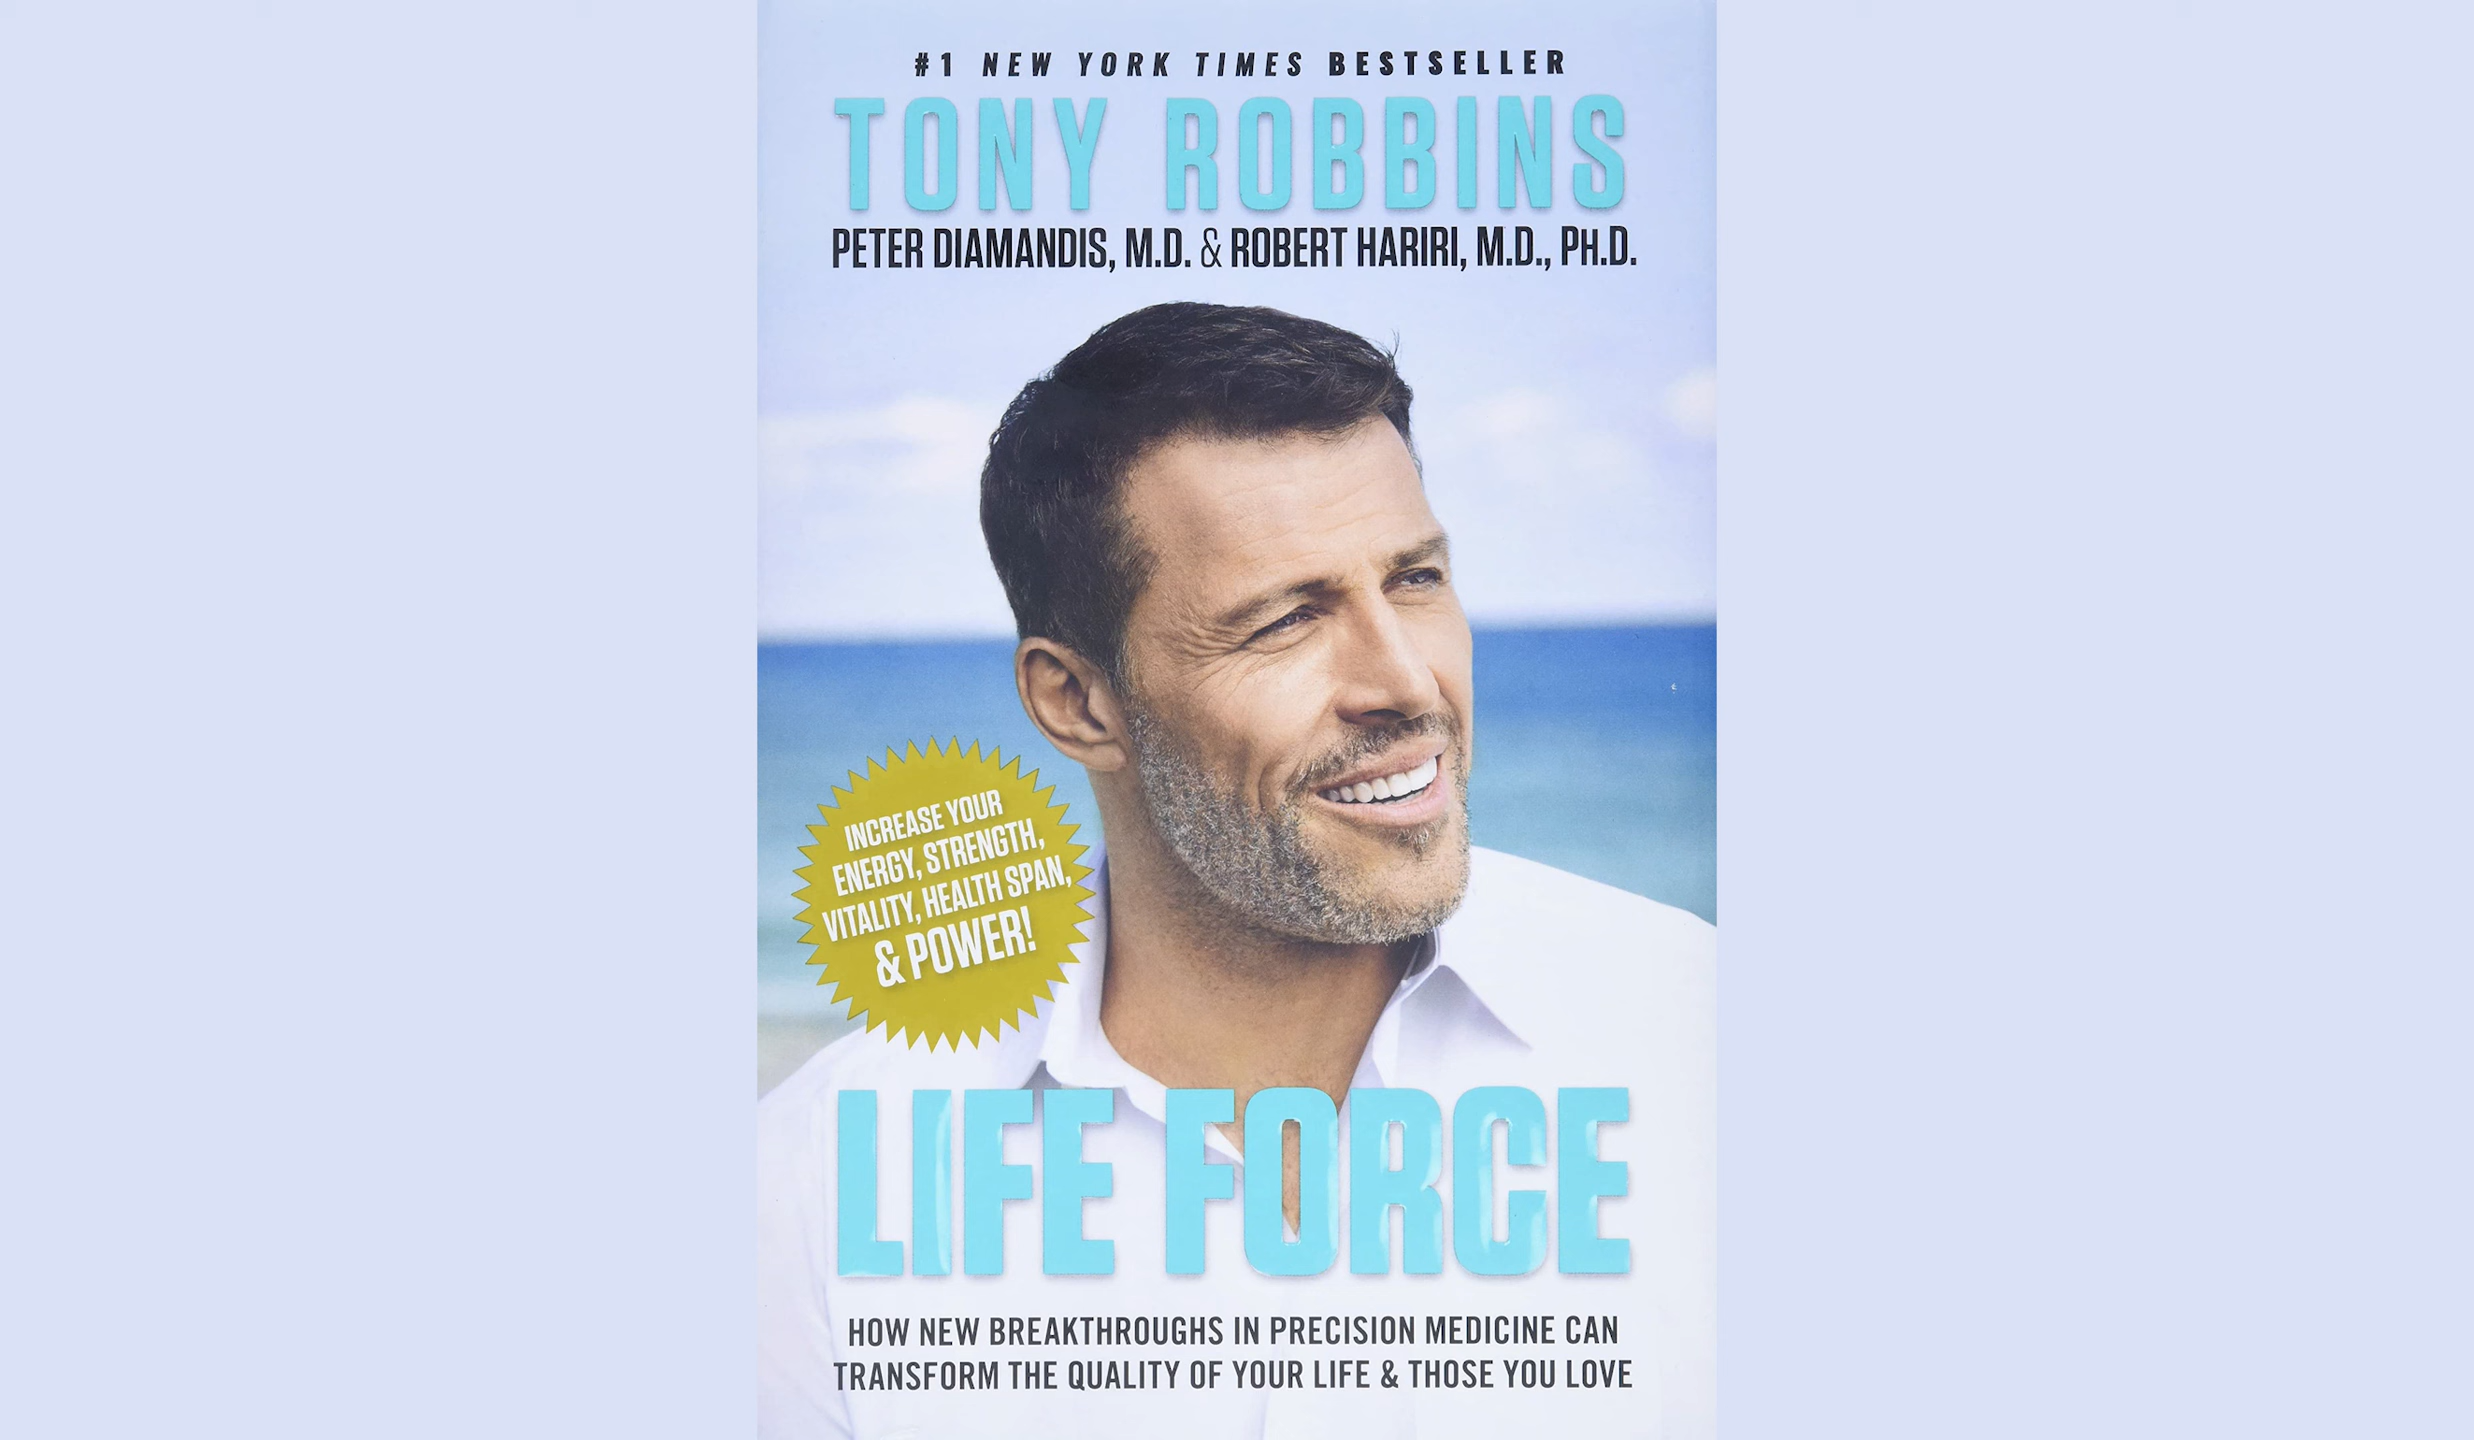 #1 NEW YORK TIMES BESTSELLER
TONY ROBBINS
PETER DIAMANDIS, M.D. & ROBERT HARIRI, M.D., PH.D.
INCREASE YOUR
ENERGY, STRENGTH,
VITALITY, HEALTH SPAN,
& POWER!
LIFE FORCE
HOW NEW BREAKTHROUGHS IN PRECISION MEDICINE CAN
TRANSFORM THE QUALITY OF YOUR LIFE & THOSE YOU LOVE